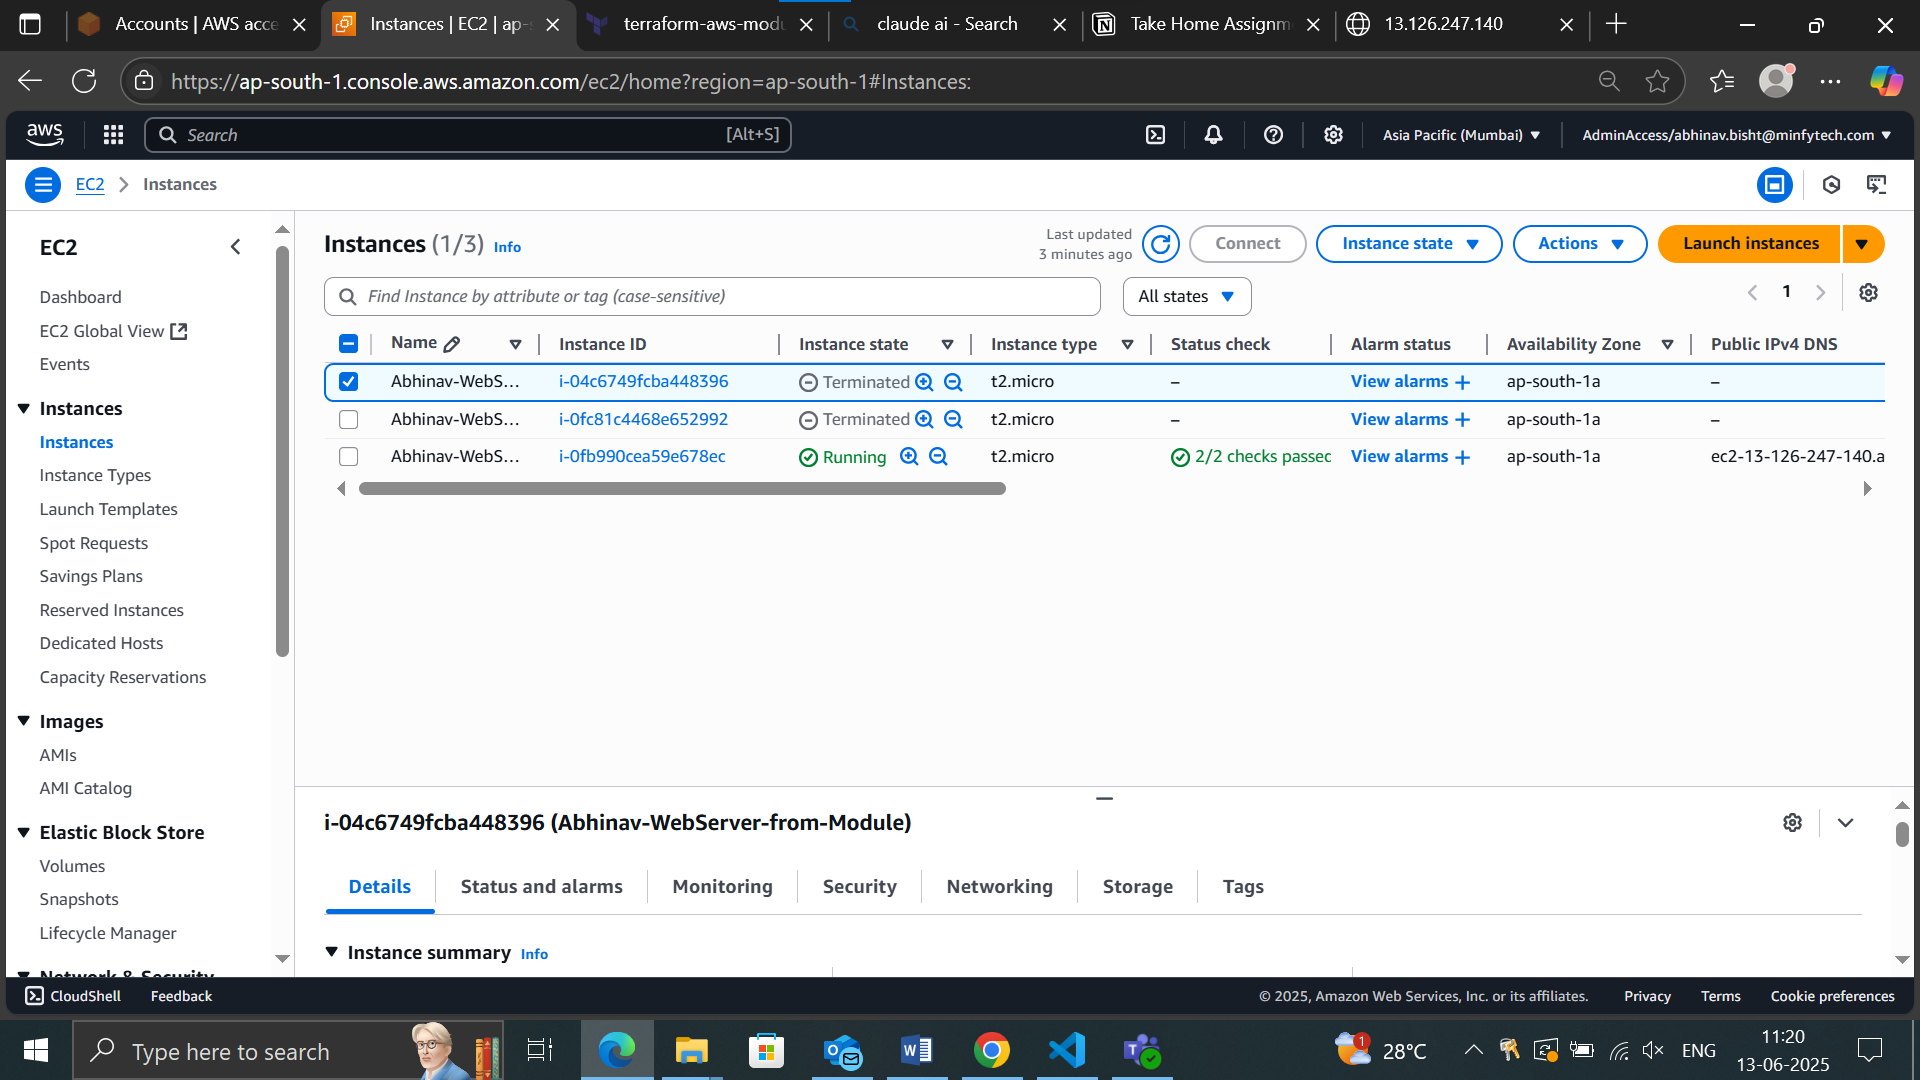 Accounts | AWS acce
Instances | EC2 | ap-s
terraform-aws-modu
claude ai - Search
Take Home Assignme
13.126.247.140
https://ap-south-1.console.aws.amazon.com/ec2/home?region=ap-south-1#Instances:
aws
Search
[Alt+S]
Asia Pacific (Mumbai)
AdminAccess/abhinav.bisht@minfytech.com
EC2
Instances
EC2
Dashboard
EC2 Global View
Events
Instances
Instances
Instance Types
Launch Templates
Spot Requests
Savings Plans
Reserved Instances
Dedicated Hosts
Capacity Reservations
Images
AMIs
AMI Catalog
Elastic Block Store
Volumes
Snapshots
Lifecycle Manager
Network & Security
Instances (1/3) Info
Last updated
3 minutes ago
Connect
Instance state
Actions
Launch instances
Find Instance by attribute or tag (case-sensitive)
All states
1
Name Instance ID Instance state Instance type Status check Alarm status Availability Zone Public IPv4 DNS
Abhinav-WebS... i-04c6749fcba448396 Terminated t2.micro – View alarms + ap-south-1a –
Abhinav-WebS... i-0fc81c4468e652992 Terminated t2.micro – View alarms + ap-south-1a –
Abhinav-WebS... i-0fb990cea59e678ec Running t2.micro 2/2 checks passed View alarms + ap-south-1a ec2-13-126-247-140.a
i-04c6749fcba448396 (Abhinav-WebServer-from-Module)
Details
Status and alarms
Monitoring
Security
Networking
Storage
Tags
Instance summary Info
CloudShell
Feedback
© 2025, Amazon Web Services, Inc. or its affiliates.
Privacy
Terms
Cookie preferences
Type here to search
1
28°C
ENG
11:20
13-06-2025